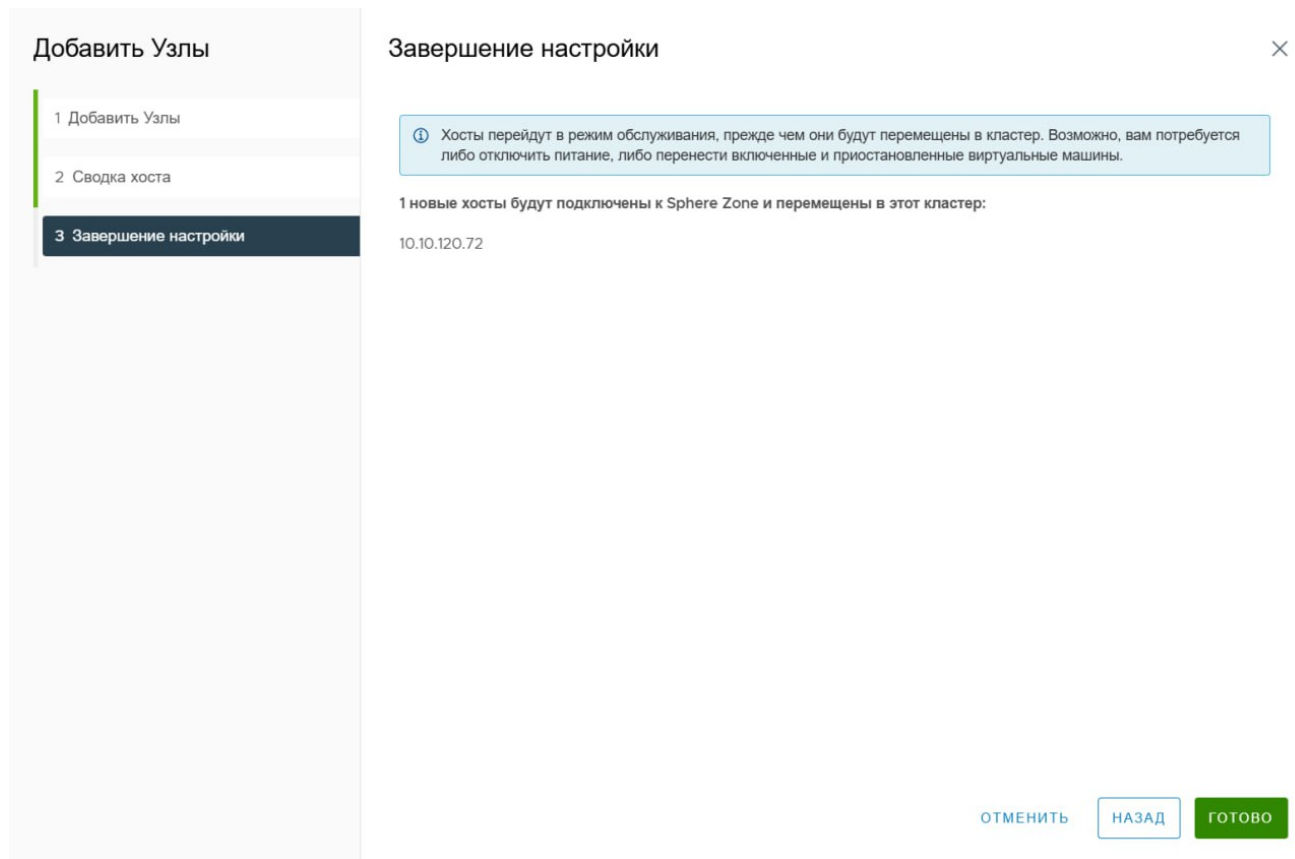 Добавить Узлы
1 Добавить Узлы
2 Сводка хоста
3 Завершение настройки
Завершение настройки
Хосты перейдут в режим обслуживания, прежде чем они будут перемещены в кластер. Возможно, вам потребуется
либо отключить питание, либо перенести включенные и приостановленные виртуальные машины.
1 новые хосты будут подключены к Sphere Zone и перемещены в этот кластер:
10.10.120.72
ОТМЕНИТЬ
НАЗАД
ГОТОВО